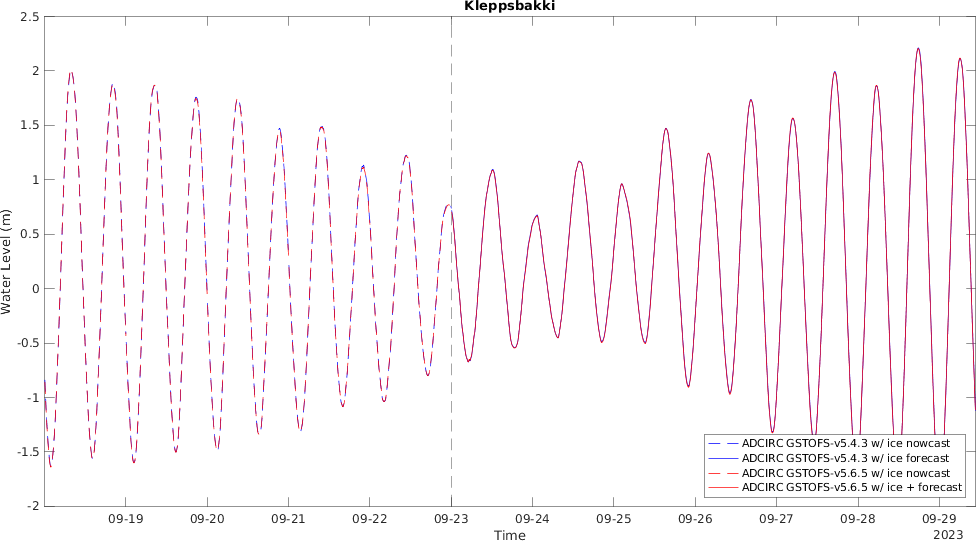 Kleppsbakki
2.5
2
1.5
1
0.5
0
-0.5
-1
-1.5
-2
Water Level (m)
ADCIRC GSTOFS-v5.4.3 w/ ice nowcast
ADCIRC GSTOFS-v5.4.3 w/ ice forecast
ADCIRC GSTOFS-v5.6.5 w/ ice nowcast
ADCIRC GSTOFS-v5.6.5 w/ ice + forecast
09-19 09-20 09-21 09-22 09-23 09-24 09-25 09-26 09-27 09-28 09-29
Time
2023